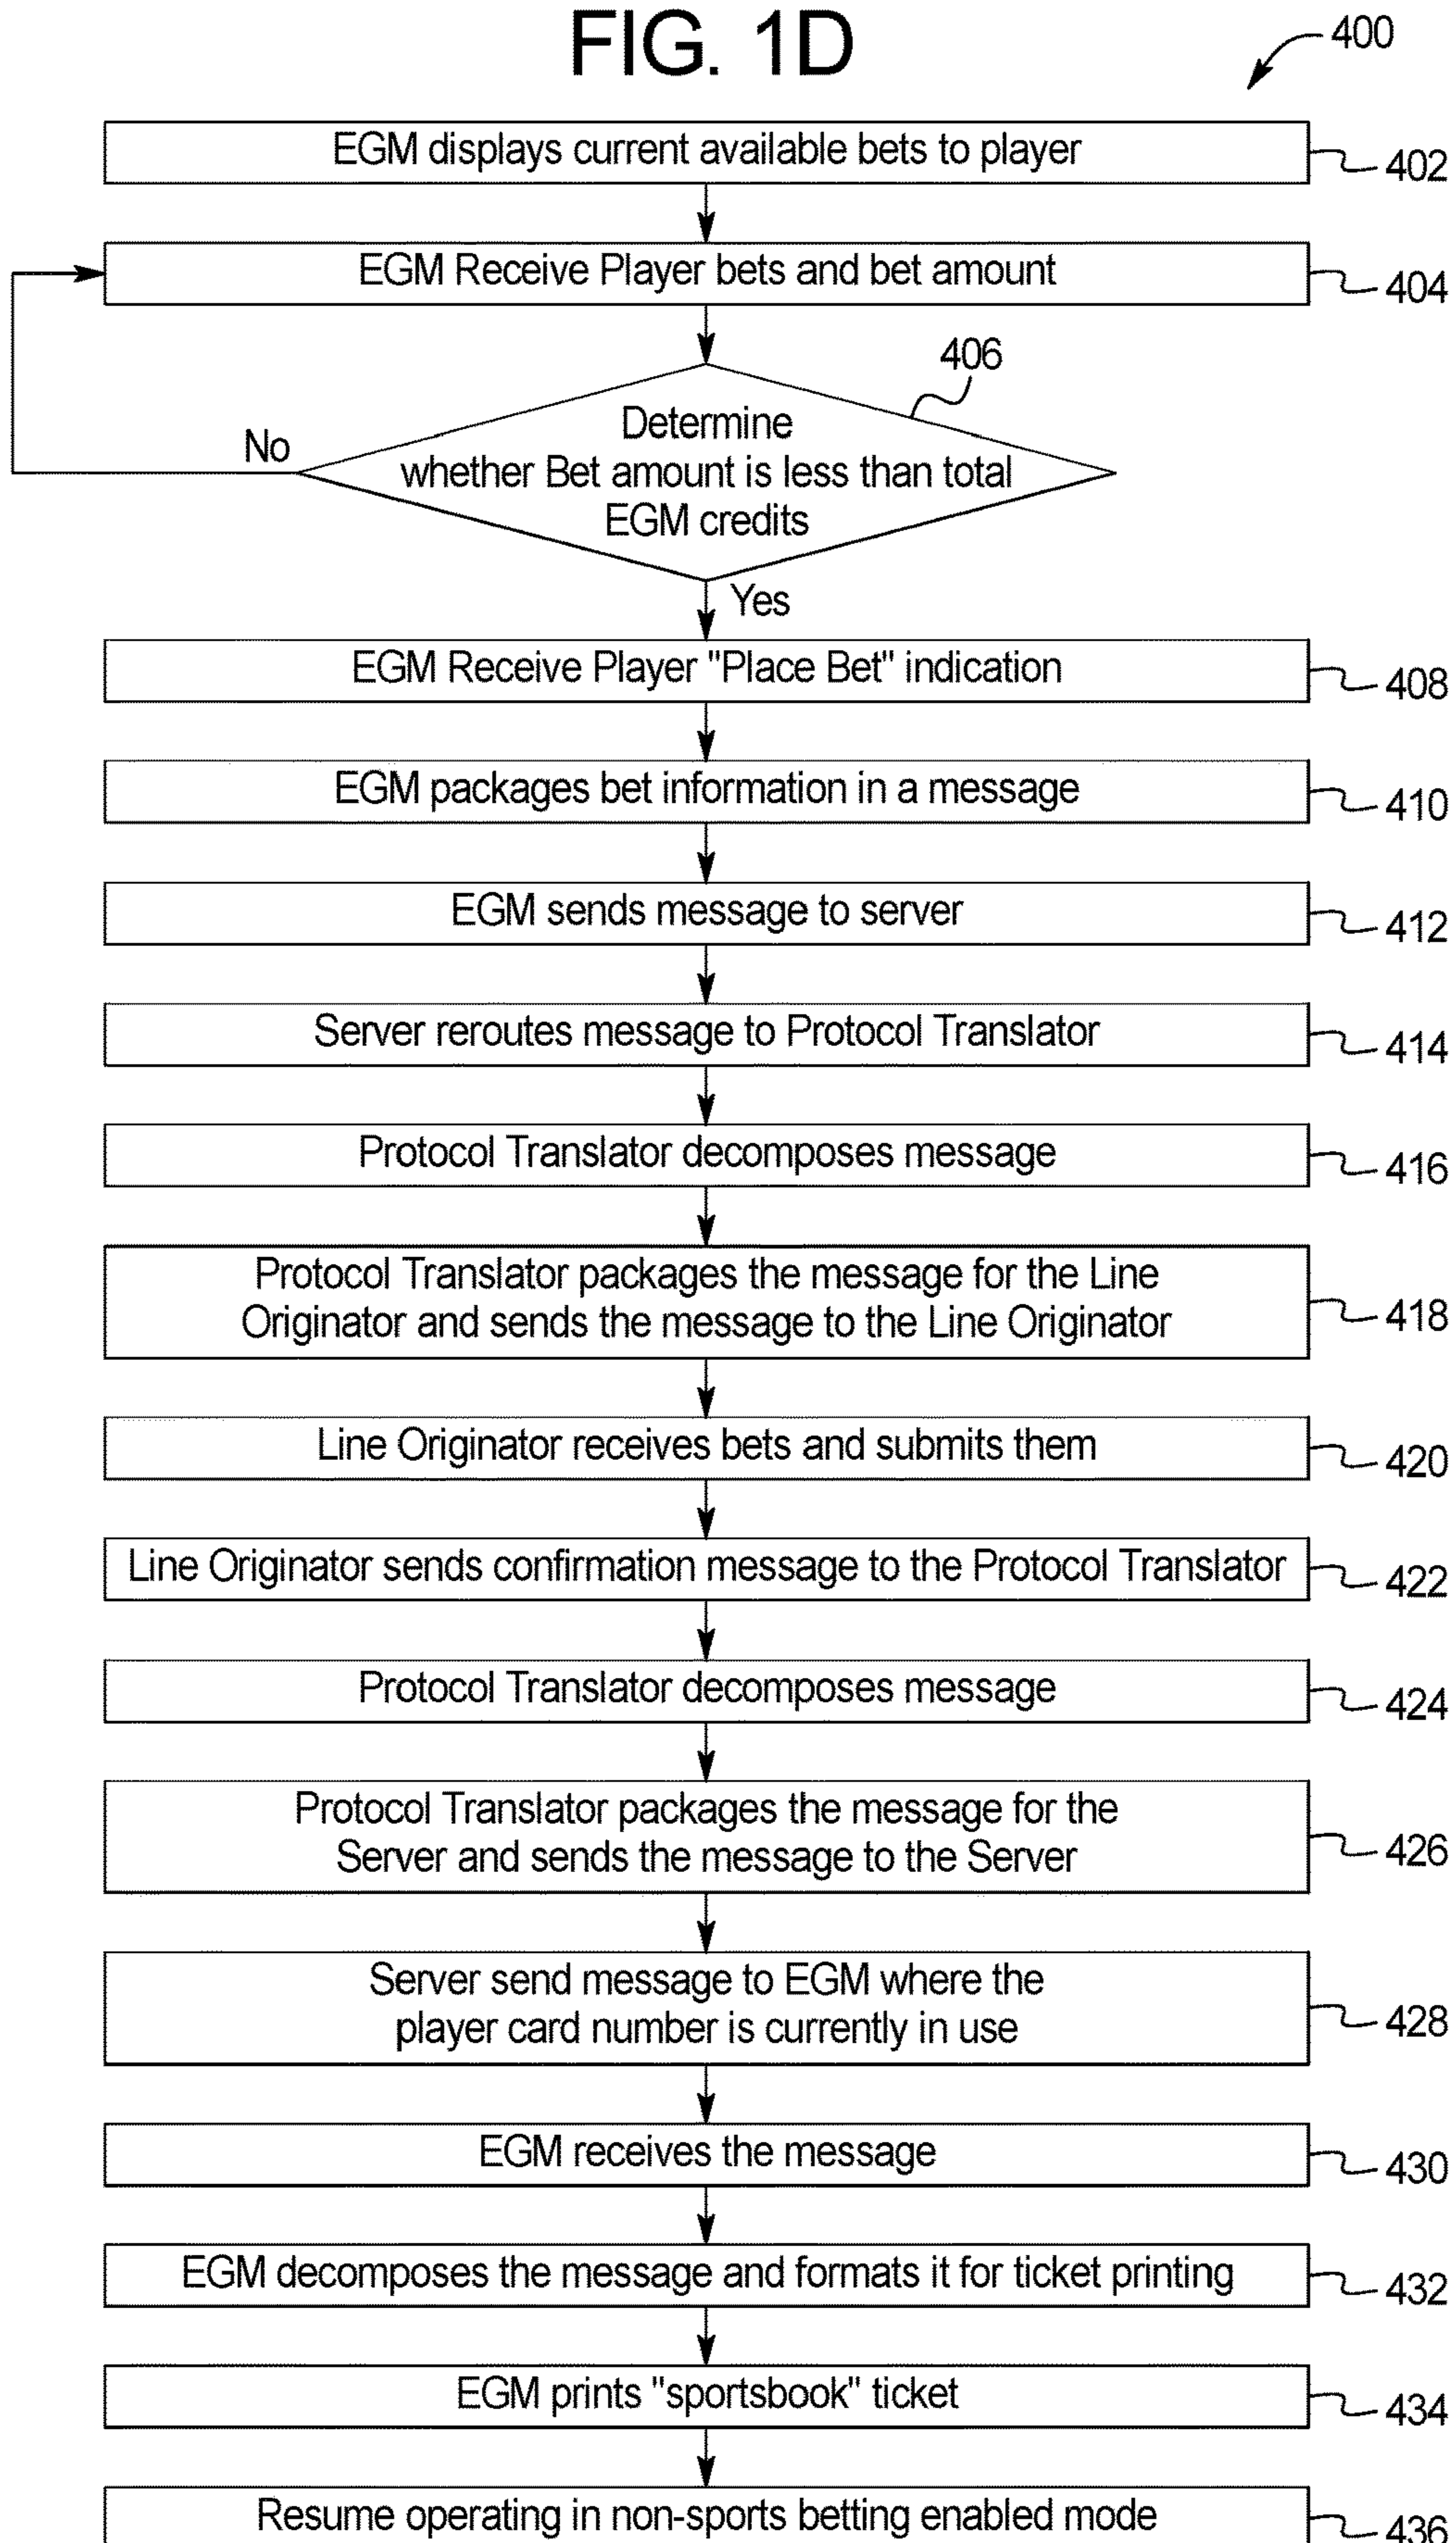 FIG. 1D
400
EGM displays current available bets to player
402
EGM Receive Player bets and bet amount
404
406
Determine
whether Bet amount is less than total
EGM credits
No
Yes
EGM Receive Player "Place Bet" indication
408
EGM packages bet information in a message
410
EGM sends message to server
412
Server reroutes message to Protocol Translator
414
Protocol Translator decomposes message
416
Protocol Translator packages the message for the Line
Originator and sends the message to the Line Originator
418
Line Originator receives bets and submits them
420
Line Originator sends confirmation message to the Protocol Translator
422
Protocol Translator decomposes message
424
Protocol Translator packages the message for the
Server and sends the message to the Server
426
Server send message to EGM where the
player card number is currently in use
428
EGM receives the message
430
EGM decomposes the message and formats it for ticket printing
432
EGM prints "sportsbook" ticket
434
Resume operating in non-sports betting enabled mode
436